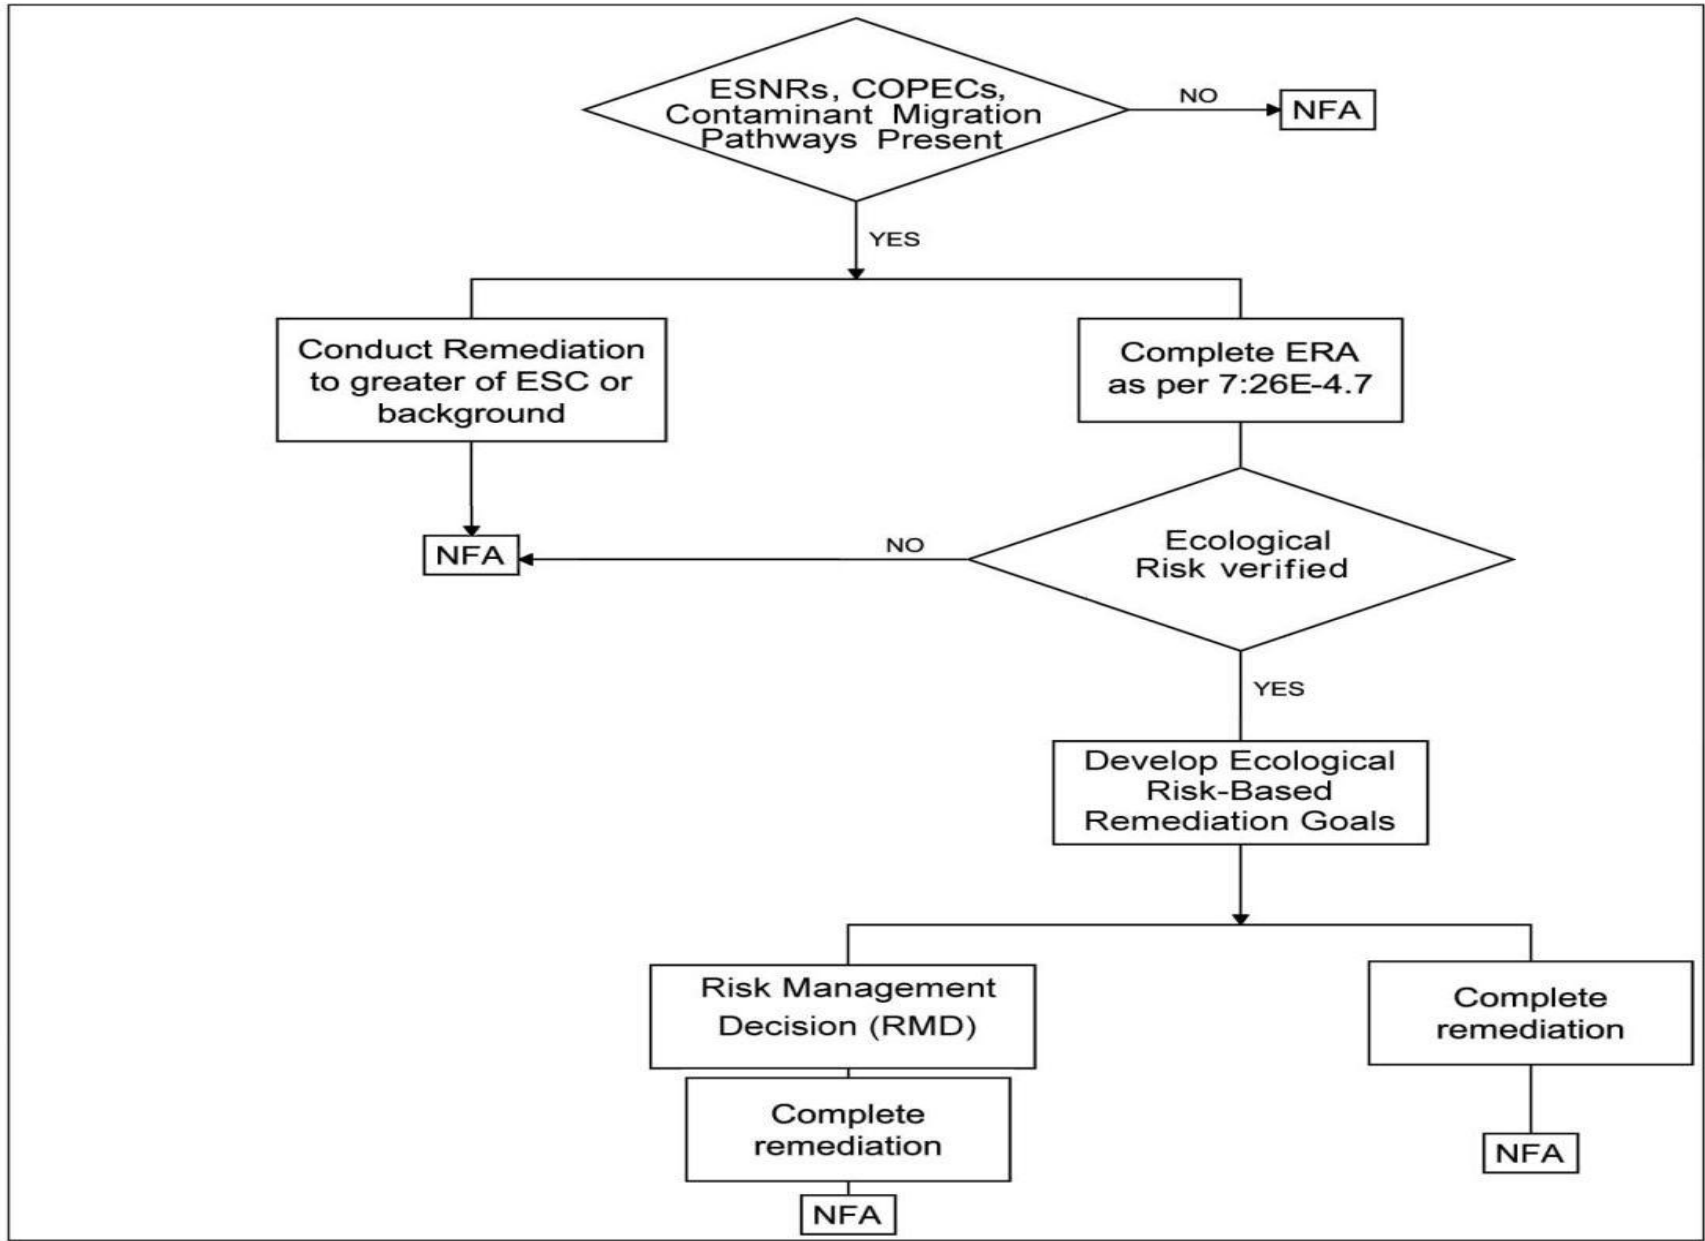 ESNRs, COPECs,
Contaminant Migration
Pathways Present
NO
NFA
YES
Conduct Remediation
to greater of ESC or
background
Complete ERA
as per 7:26E-4.7
NFA
NO
Ecological
Risk verified
YES
Develop Ecological
Risk-Based
Remediation Goals
Risk Management
Decision (RMD)
Complete
remediation
Complete
remediation
NFA
NFA